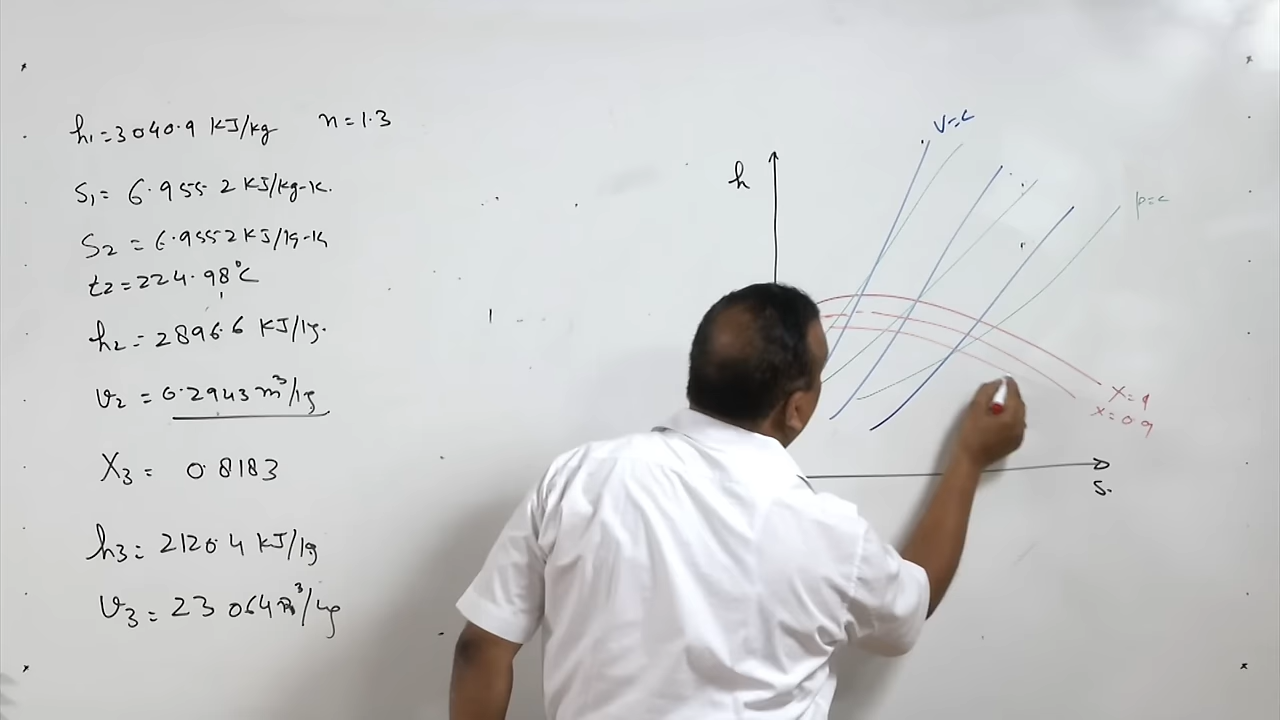 h₁=3040.9 KJ/kg n=1.3
S₁= 6.9552 KJ/kg-K.
S₂ = 6.9552 KJ/kg-K
t₂=224.98°C
h₂=2896.6 KJ/kg.
v₂ = 0.2943 m³/kg
X₃= 0.8183
h₃= 2120.4 KJ/kg
v₃= 23.064 m³/kg
V=c
h
p=c
X=1
X=0.9
S.